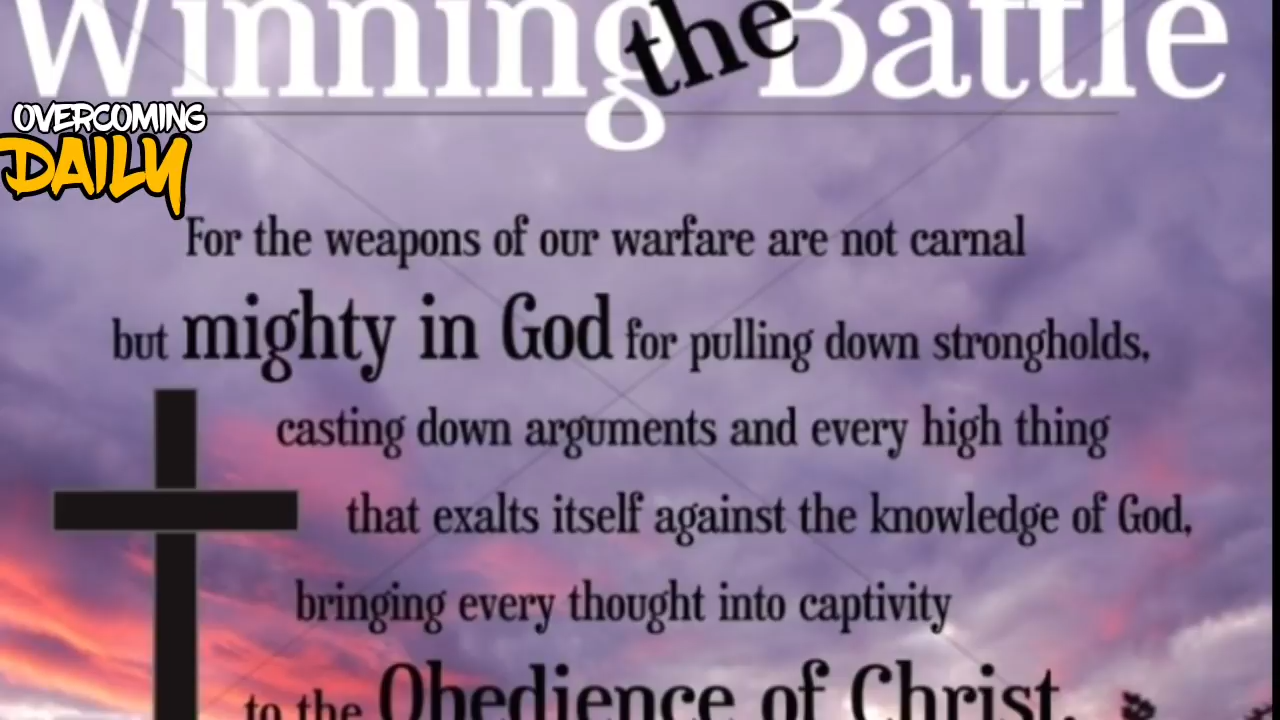 Winning the Battle
OVERCOMING
DAILY
For the weapons of our warfare are not carnal
but mighty in God for pulling down strongholds,
casting down arguments and every high thing
that exalts itself against the knowledge of God,
bringing every thought into captivity
to the Obedience of Christ,